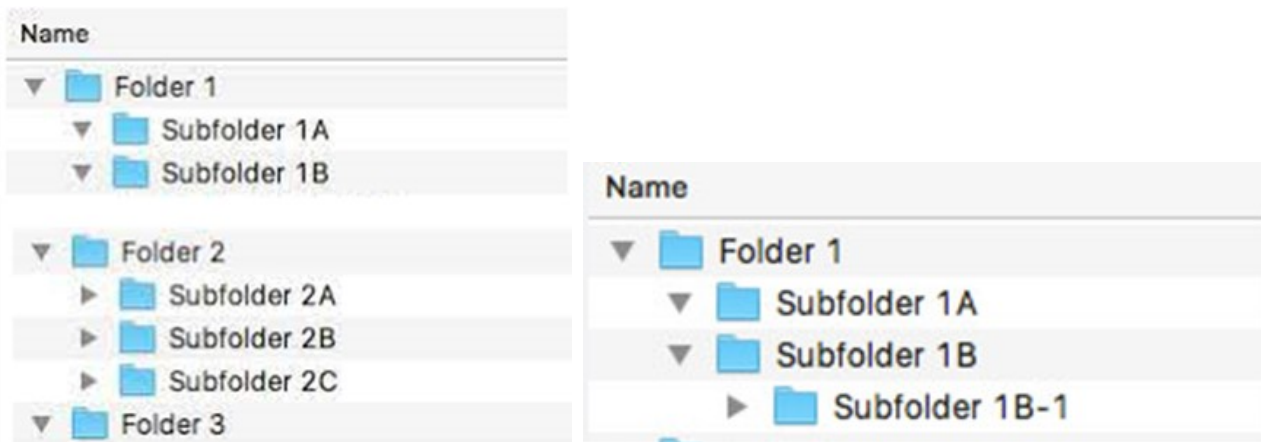 Name
Folder 1
Subfolder 1A
Subfolder 1B
Folder 2
Subfolder 2A
Subfolder 2B
Subfolder 2C
Folder 3
Name
Folder 1
Subfolder 1A
Subfolder 1B
Subfolder 1B-1